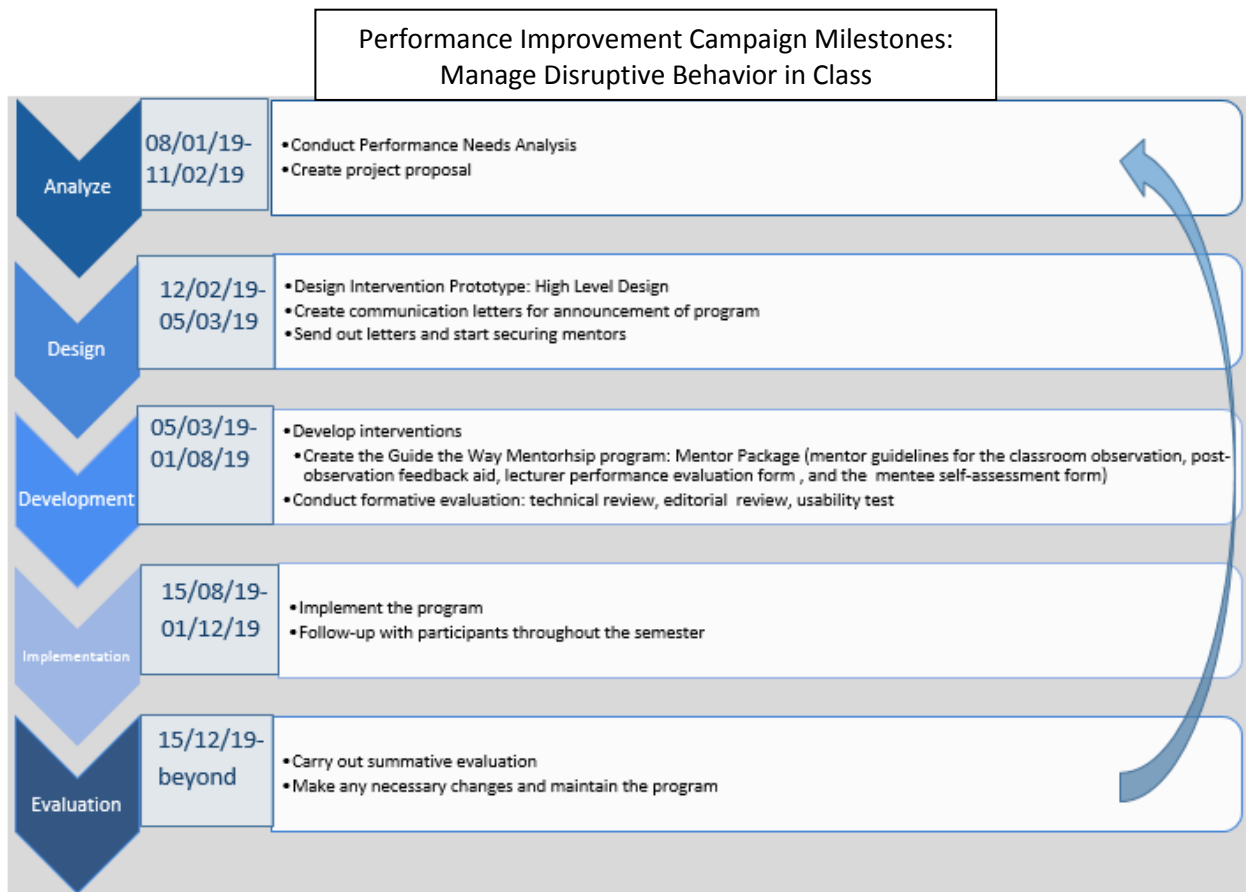 Performance Improvement Campaign Milestones:
Manage Disruptive Behavior in Class
Analyze
08/01/19-
11/02/19
•Conduct Performance Needs Analysis
•Create project proposal
Design
12/02/19-
05/03/19
•Design Intervention Prototype: High Level Design
•Create communication letters for announcement of program
•Send out letters and start securing mentors
Development
05/03/19-
01/08/19
•Develop interventions
•Create the Guide the Way Mentorhsip program: Mentor Package (mentor guidelines for the classroom observation, post-
observation feedback aid, lecturer performance evaluation form , and the mentee self-assessment form)
•Conduct formative evaluation: technical review, editorial review, usability test
Implementation
15/08/19-
01/12/19
•Implement the program
•Follow-up with participants throughout the semester
Evaluation
15/12/19-
beyond
•Carry out summative evaluation
•Make any necessary changes and maintain the program